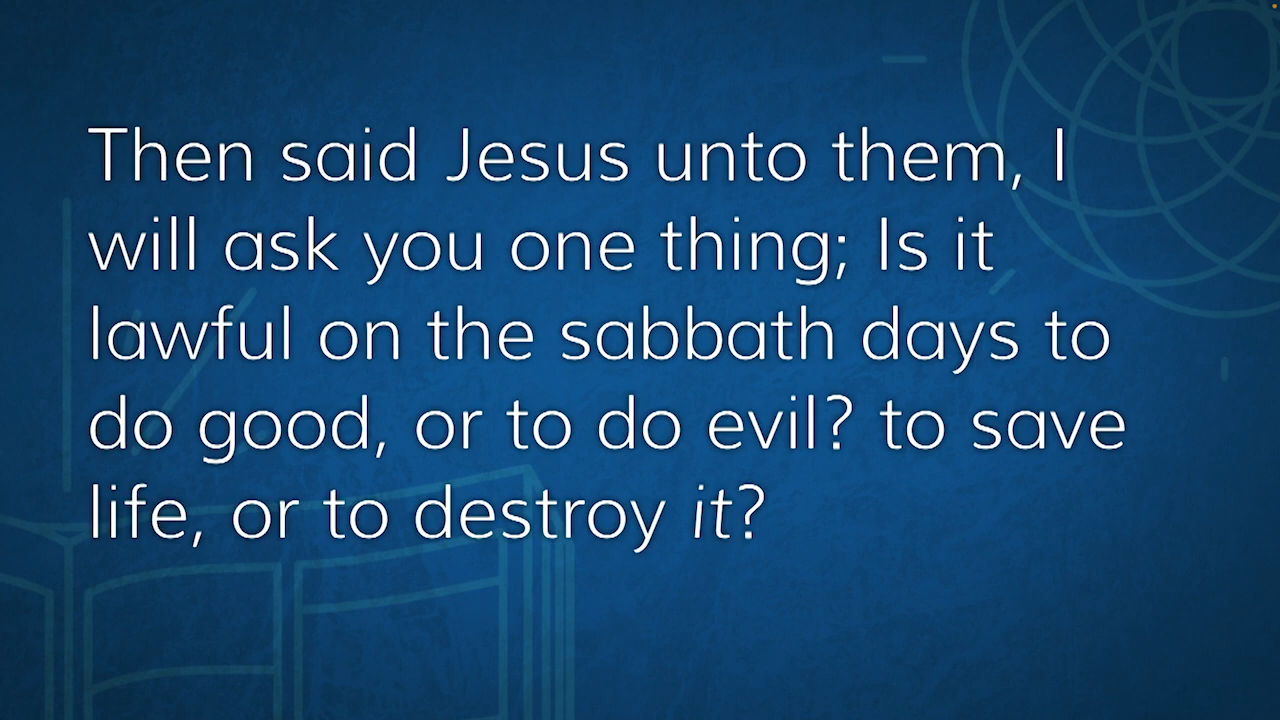 Then said Jesus unto them, I
will ask you one thing; Is it
lawful on the sabbath days to
do good, or to do evil? to save
life, or to destroy it?